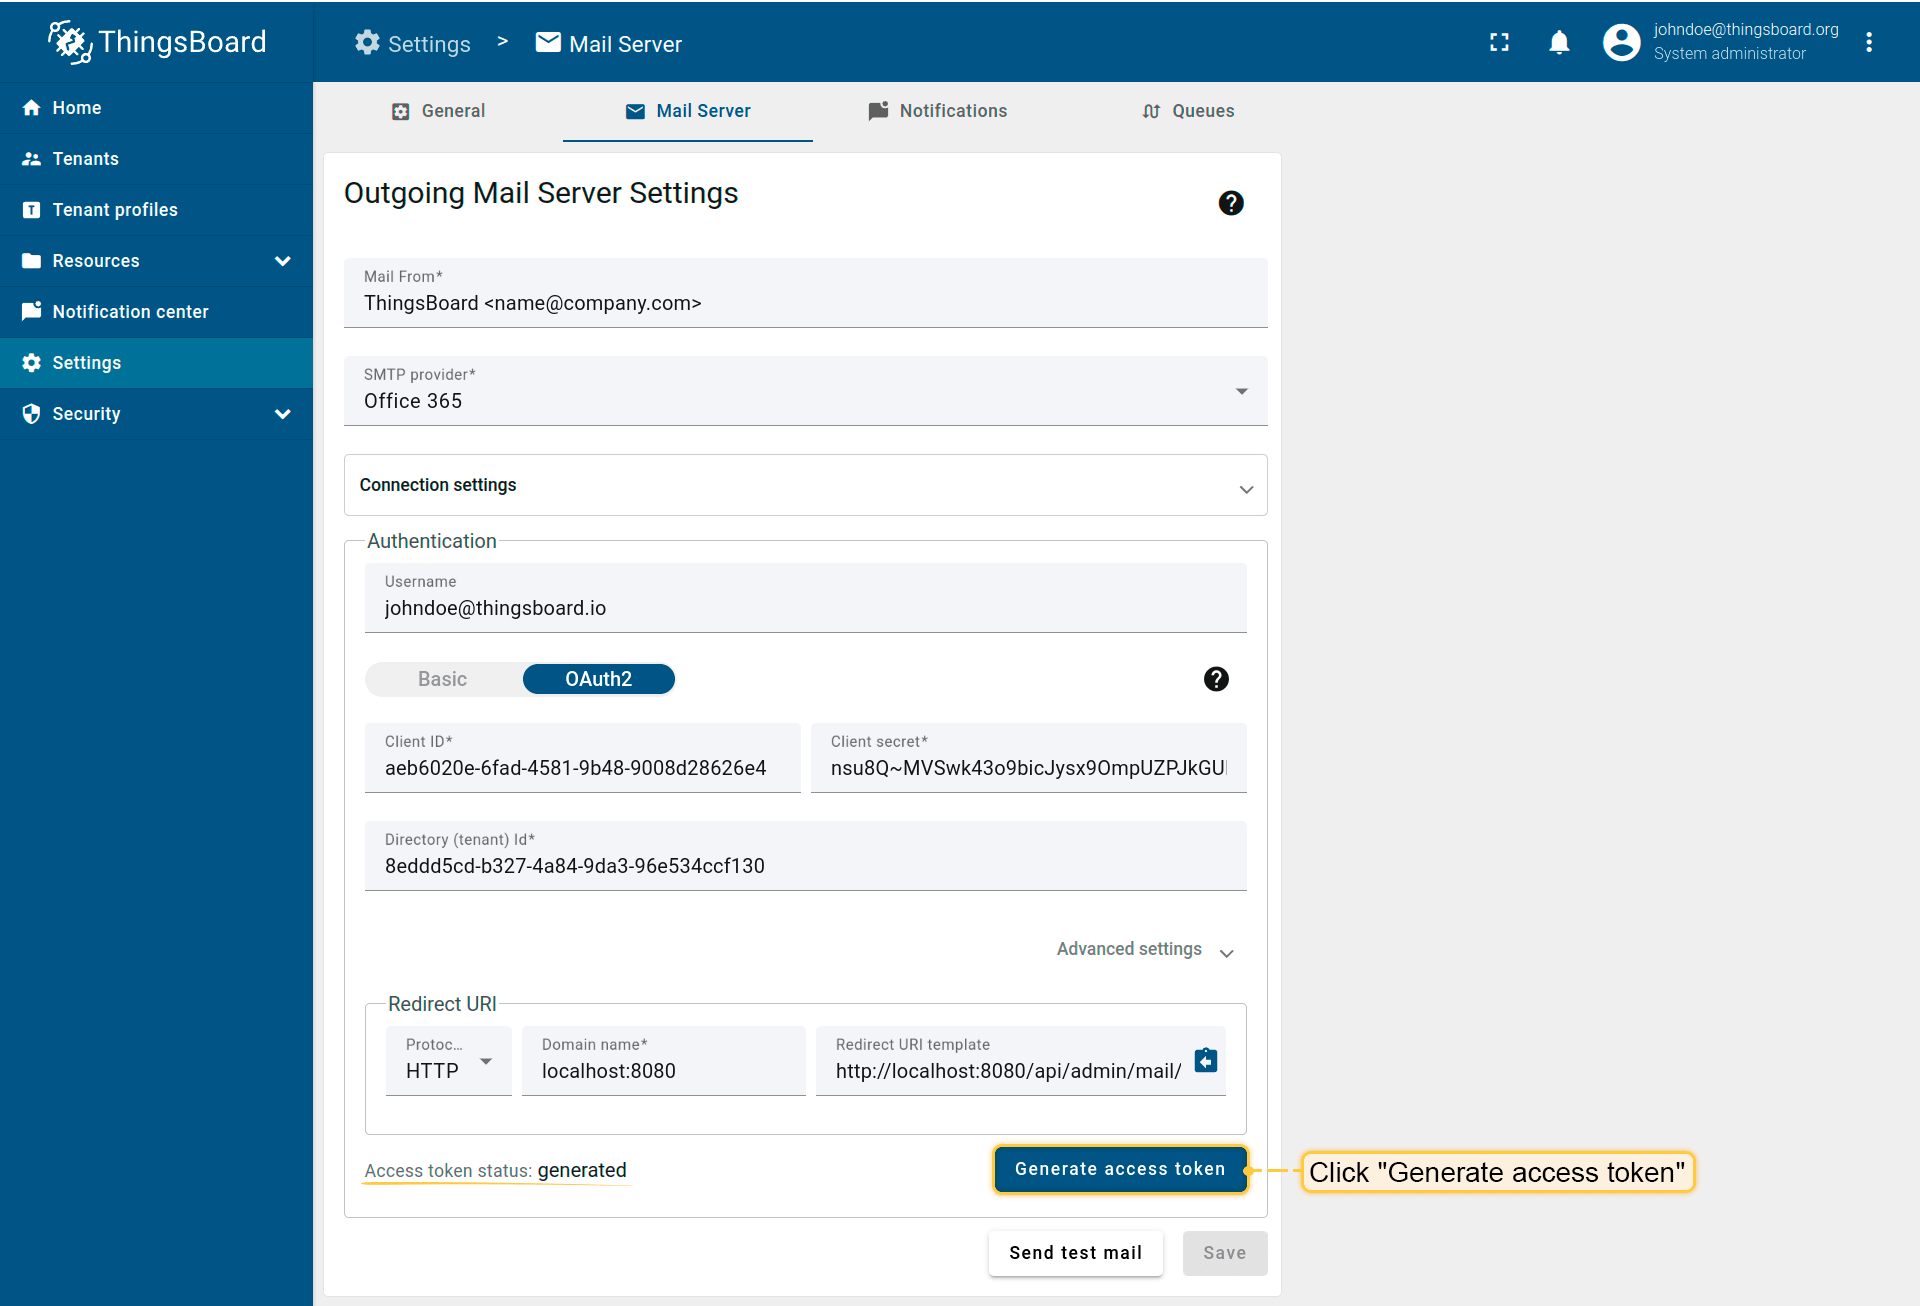 ThingsBoard
Settings > Mail Server
johndoe@thingsboard.org
System administrator
Home
Tenants
Tenant profiles
Resources
Notification center
Settings
Security
General
Mail Server
Notifications
Queues
Outgoing Mail Server Settings
Mail From*
ThingsBoard <name@company.com>
SMTP provider*
Office 365
Connection settings
Authentication
Username
johndoe@thingsboard.io
Basic
OAuth2
Client ID*
aeb6020e-6fad-4581-9b48-9008d28626e4
Client secret*
nsu8Q~MVSwk43o9bicJysx9OmpUZPJkGU
Directory (tenant) Id*
8eddd5cd-b327-4a84-9da3-96e534ccf130
Advanced settings
Redirect URI
Protoc...
HTTP
Domain name*
localhost:8080
Redirect URI template
http://localhost:8080/api/admin/mail/
Access token status: generated
Generate access token
Click "Generate access token"
Send test mail
Save